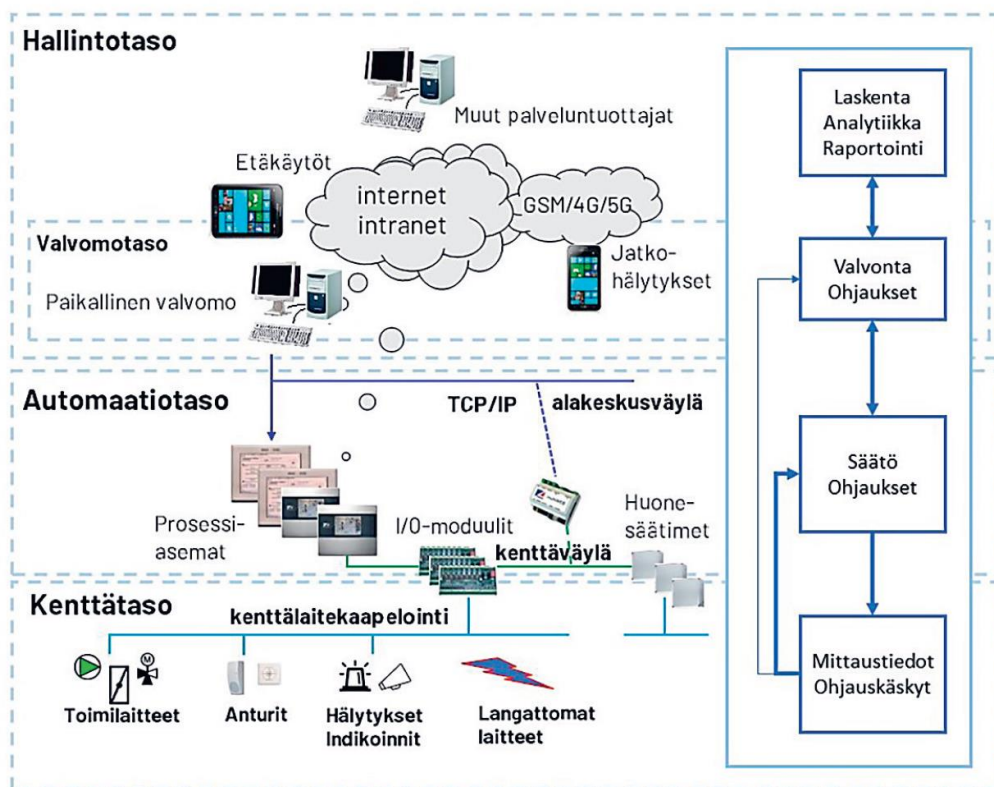 Hallintotaso
Muut palveluntuottajat
Etäkäytöt
internet
intranet
GSM/4G/5G
Valvomotaso
Paikallinen valvomo
Jatko-
hälytykset
Automaatiotaso
TCP/IP
alakeskusväylä
Prosessi-
asemat
I/O-moduulit
kenttäväylä
Huone-
säätimet
Kenttätaso
kenttälaitekaapelointi
M
Toimilaitteet
Anturit
Hälytykset
Indikoinnit
Langattomat
laitteet
Laskenta
Analytiikka
Raportointi
Valvonta
Ohjaukset
Säätö
Ohjaukset
Mittaustiedot
Ohjauskäskyt